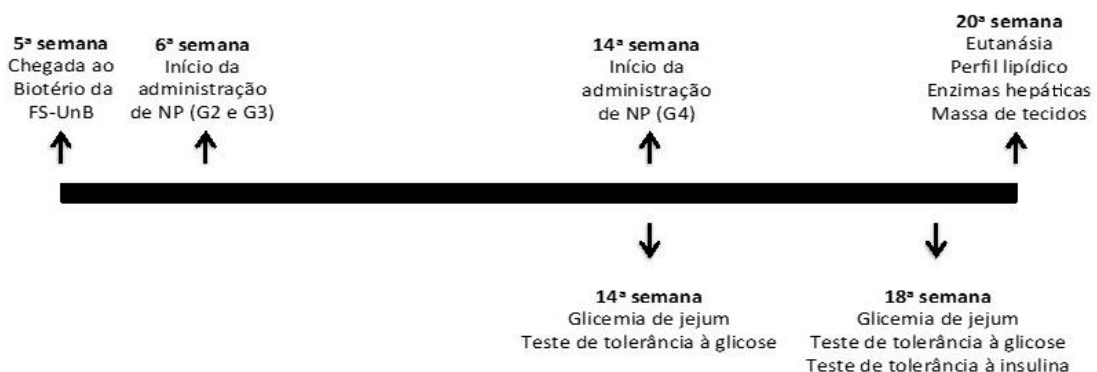 5ª semana
Chegada ao
Biotério da
FS-UnB
6ª semana
Início da
administração
de NP (G2 e G3)
14ª semana
Início da
administração
de NP (G4)
20ª semana
Eutanásia
Perfil lipídico
Enzimas hepáticas
Massa de tecidos
14ª semana
Glicemia de jejum
Teste de tolerância à glicose
18ª semana
Glicemia de jejum
Teste de tolerância à glicose
Teste de tolerância à insulina